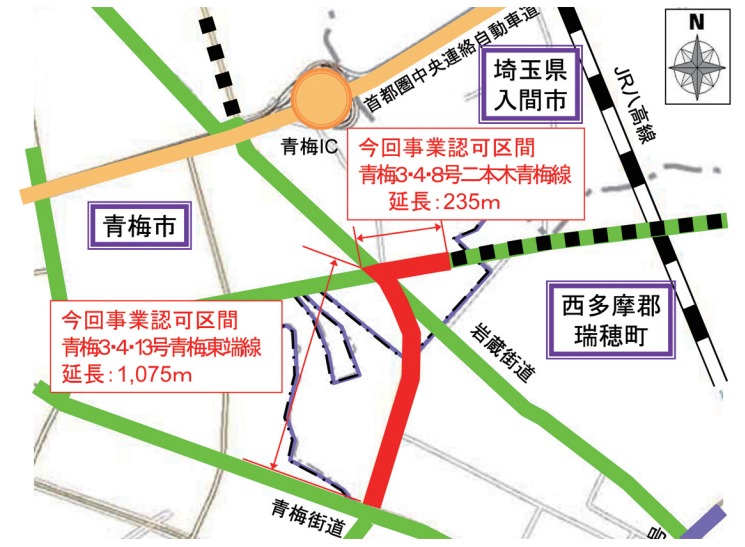 N
首都圏中央連絡自動車道
埼玉県
入間市
JR八高線
青梅IC
今回事業認可区間
青梅3・4・8号二本木青梅線
延長:235m
青梅市
西多摩郡
瑞穂町
今回事業認可区間
青梅3・4・13号青梅東端線
延長:1,075m
岩蔵街道
青梅街道
号